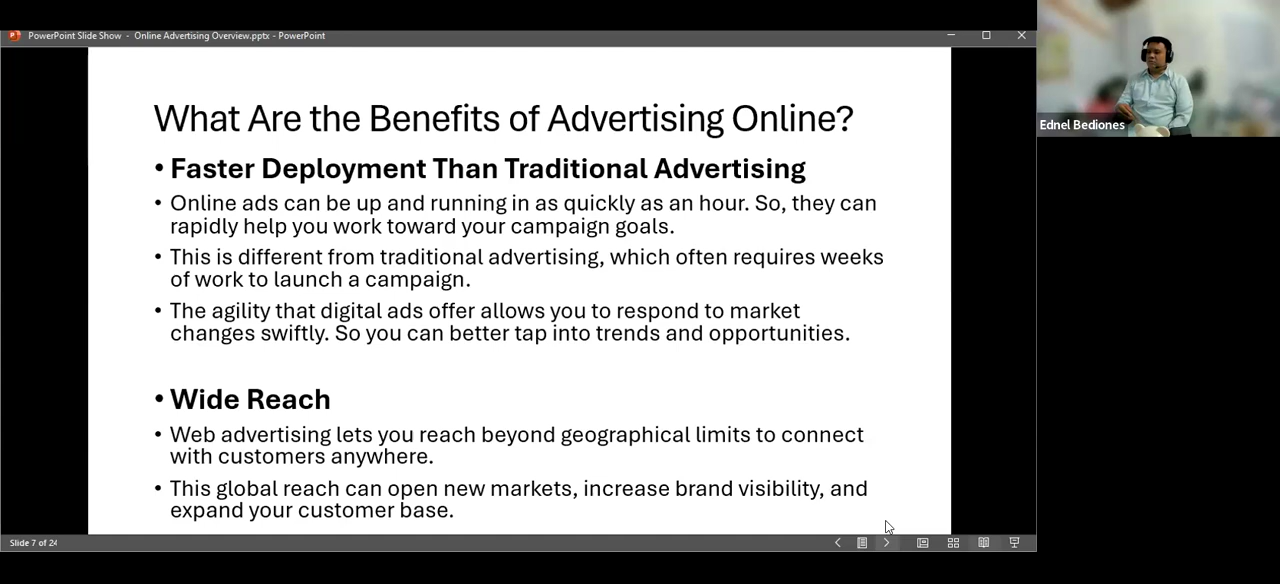 PowerPoint Slide Show - Online Advertising Overview.pptx - PowerPoint
What Are the Benefits of Advertising Online?
• Faster Deployment Than Traditional Advertising
• Online ads can be up and running in as quickly as an hour. So, they can
rapidly help you work toward your campaign goals.
• This is different from traditional advertising, which often requires weeks
of work to launch a campaign.
• The agility that digital ads offer allows you to respond to market
changes swiftly. So you can better tap into trends and opportunities.
• Wide Reach
• Web advertising lets you reach beyond geographical limits to connect
with customers anywhere.
• This global reach can open new markets, increase brand visibility, and
expand your customer base.
Slide 7 of 24
Ednel Bediones